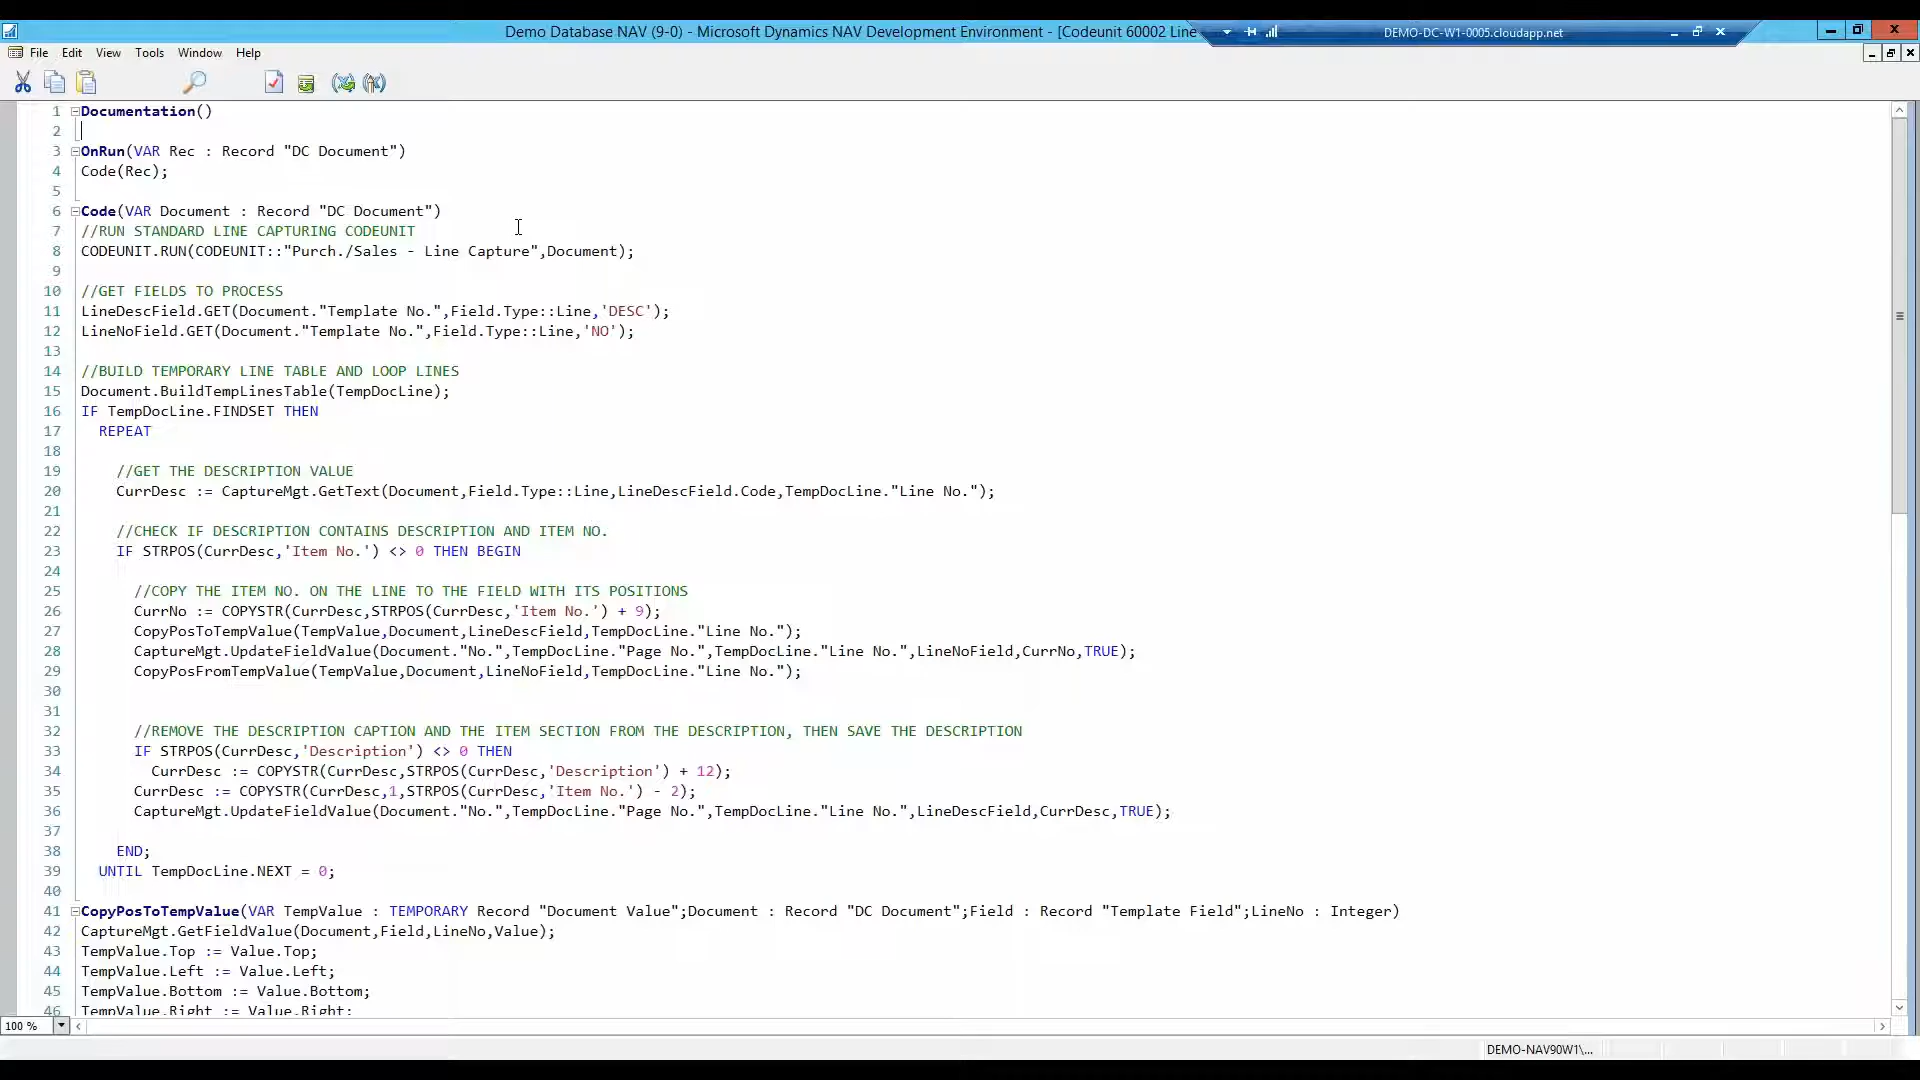 Demo Database NAV (9-0) - Microsoft Dynamics NAV Development Environment - [Codeunit 60002 Line
DEMO-DC-W1-0005.cloudapp.net
File Edit View Tools Window Help
1 Documentation()
2
3 OnRun(VAR Rec : Record "DC Document")
4 Code(Rec);
5
6 Code(VAR Document : Record "DC Document")
7 //RUN STANDARD LINE CAPTURING CODEUNIT
8 CODEUNIT.RUN(CODEUNIT::"Purch./Sales - Line Capture",Document);
9
10 //GET FIELDS TO PROCESS
11 LineDescField.GET(Document."Template No.",Field.Type::Line,'DESC');
12 LineNoField.GET(Document."Template No.",Field.Type::Line,'NO');
13
14 //BUILD TEMPORARY LINE TABLE AND LOOP LINES
15 Document.BuildTempLinesTable(TempDocLine);
16 IF TempDocLine.FINDSET THEN
17 REPEAT
18
19 //GET THE DESCRIPTION VALUE
20 CurrDesc := CaptureMgt.GetText(Document,Field.Type::Line,LineDescField.Code,TempDocLine."Line No.");
21
22 //CHECK IF DESCRIPTION CONTAINS DESCRIPTION AND ITEM NO.
23 IF STRPOS(CurrDesc,'Item No.') <> 0 THEN BEGIN
24
25 //COPY THE ITEM NO. ON THE LINE TO THE FIELD WITH ITS POSITIONS
26 CurrNo := COPYSTR(CurrDesc,STRPOS(CurrDesc,'Item No.') + 9);
27 CopyPosToTempValue(TempValue,Document,LineDescField,TempDocLine."Line No.");
28 CaptureMgt.UpdateFieldValue(Document."No.",TempDocLine."Page No.",TempDocLine."Line No.",LineNoField,CurrNo,TRUE);
29 CopyPosFromTempValue(TempValue,Document,LineNoField,TempDocLine."Line No.");
30
31
32 //REMOVE THE DESCRIPTION CAPTION AND THE ITEM SECTION FROM THE DESCRIPTION, THEN SAVE THE DESCRIPTION
33 IF STRPOS(CurrDesc,'Description') <> 0 THEN
34 CurrDesc := COPYSTR(CurrDesc,STRPOS(CurrDesc,'Description') + 12);
35 CurrDesc := COPYSTR(CurrDesc,1,STRPOS(CurrDesc,'Item No.') - 2);
36 CaptureMgt.UpdateFieldValue(Document."No.",TempDocLine."Page No.",TempDocLine."Line No.",LineDescField,CurrDesc,TRUE);
37
38 END;
39 UNTIL TempDocLine.NEXT = 0;
40
41 CopyPosToTempValue(VAR TempValue : TEMPORARY Record "Document Value";Document : Record "DC Document";Field : Record "Template Field";LineNo : Integer)
42 CaptureMgt.GetFieldValue(Document,Field,LineNo,Value);
43 TempValue.Top := Value.Top;
44 TempValue.Left := Value.Left;
45 TempValue.Bottom := Value.Bottom;
46 TempValue.Right := Value.Right;
100 %
DEMO-NAV90W1\...